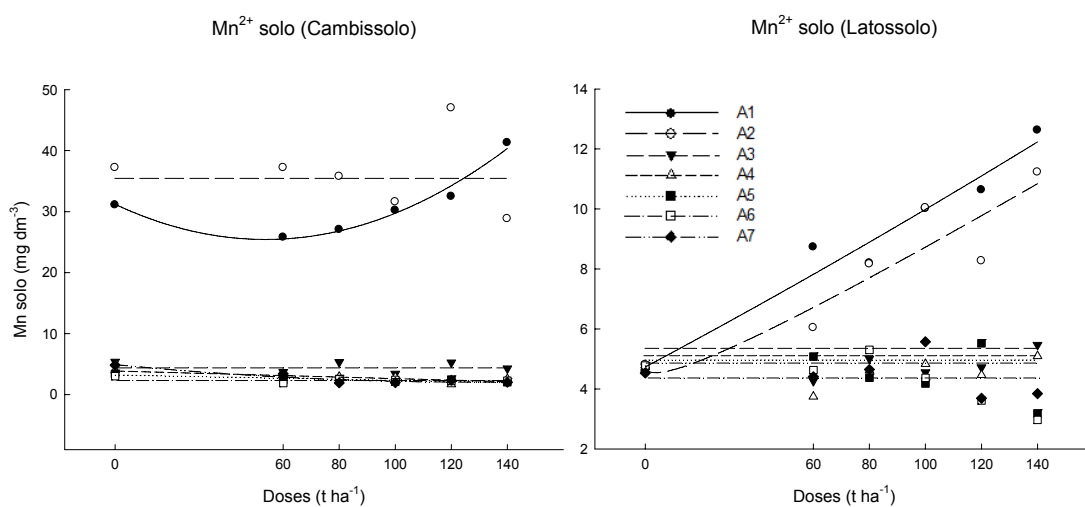 Mn²⁺ solo (Cambissolo)
Mn²⁺ solo (Latossolo)
Mn solo (mg dm⁻³)
50
40
30
20
10
0
0
60
80
100
120
140
Doses (t ha⁻¹)
14
12
10
8
6
4
2
A1
A2
A3
A4
A5
A6
A7
0
60
80
100
120
140
Doses (t ha⁻¹)